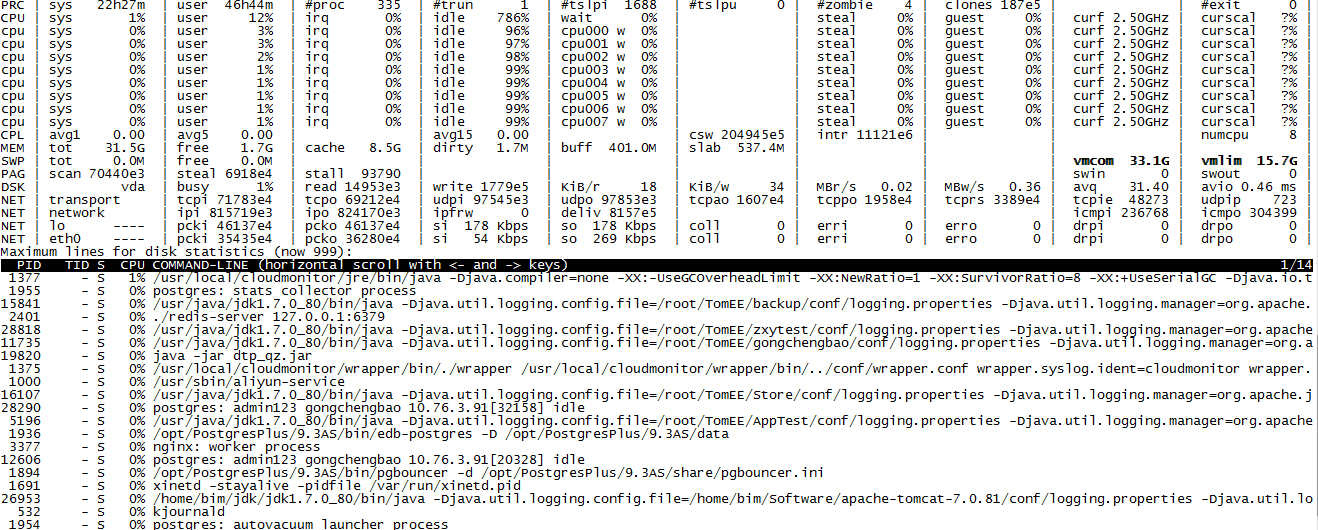 PRC | sys 22h27m | user 46h44m | #proc 335 | #trun 1 | #tslpi 1688 | #tslpu 0 | #zombie 4 | clones 187e5 | | #exit 0
CPU | sys 1% | user 12% | irq 0% | idle 786% | wait 0% | | steal 0% | guest 0% | curf 2.50GHz | curscal ?%
cpu | sys 0% | user 3% | irq 0% | idle 96% | cpu000 w 0% | | steal 0% | guest 0% | curf 2.50GHz | curscal ?%
cpu | sys 0% | user 3% | irq 0% | idle 97% | cpu001 w 0% | | steal 0% | guest 0% | curf 2.50GHz | curscal ?%
cpu | sys 0% | user 2% | irq 0% | idle 98% | cpu002 w 0% | | steal 0% | guest 0% | curf 2.50GHz | curscal ?%
cpu | sys 0% | user 1% | irq 0% | idle 99% | cpu003 w 0% | | steal 0% | guest 0% | curf 2.50GHz | curscal ?%
cpu | sys 0% | user 1% | irq 0% | idle 99% | cpu004 w 0% | | steal 0% | guest 0% | curf 2.50GHz | curscal ?%
cpu | sys 0% | user 1% | irq 0% | idle 99% | cpu005 w 0% | | steal 0% | guest 0% | curf 2.50GHz | curscal ?%
cpu | sys 0% | user 1% | irq 0% | idle 99% | cpu006 w 0% | | steal 0% | guest 0% | curf 2.50GHz | curscal ?%
cpu | sys 0% | user 1% | irq 0% | idle 99% | cpu007 w 0% | | steal 0% | guest 0% | curf 2.50GHz | curscal ?%
CPL | avg1 0.00 | avg5 0.00 | | avg15 0.00 | | csw 204945e5 | intr 11121e6 | | | numcpu 8
MEM | tot 31.5G | free 1.7G | cache 8.5G | dirty 1.7M | buff 401.0M | slab 537.4M | | | |
SWP | tot 0.0M | free 0.0M | | | | | | | vmcom 33.1G | vmlim 15.7G
PAG | scan 70440e3 | steal 6918e4 | stall 93790 | | | | | | swin 0 | swout 0
DSK | vda | busy 1% | read 14953e3 | write 1779e5 | KiB/r 18 | KiB/w 34 | MBr/s 0.02 | MBw/s 0.36 | avq 31.40 | avio 0.46 ms
NET | transport | tcpi 71783e4 | tcpo 69212e4 | udpi 97545e3 | udpo 97853e3 | tcpao 1607e4 | tcppo 1958e4 | tcprs 3389e4 | tcpie 48273 | udpip 723
NET | network | ipi 815719e3 | ipo 824170e3 | ipfrw 0 | deliv 8157e5 | | | | icmpi 236768 | icmpo 304399
NET | lo ---- | pcki 46137e4 | pcko 46137e4 | si 178 Kbps | so 178 Kbps | coll 0 | erri 0 | erro 0 | drpi 0 | drpo 0
NET | eth0 ---- | pcki 35435e4 | pcko 36280e4 | si 54 Kbps | so 269 Kbps | coll 0 | erri 0 | erro 0 | drpi 0 | drpo 0
Maximum lines for disk statistics (now 999):
PID TID S CPU COMMAND-LINE (horizontal scroll with <- and -> keys) 1/14
1377 - S 1% /usr/local/cloudmonitor/jre/bin/java -Djava.compiler=none -XX:-UseGCOverheadLimit -XX:NewRatio=1 -XX:SurvivorRatio=8 -XX:+UseSerialGC -Djava.io.t
1955 - S 0% postgres: stats collector process
15841 - S 0% /usr/java/jdk1.7.0_80/bin/java -Djava.util.logging.config.file=/root/TomEE/backup/conf/logging.properties -Djava.util.logging.manager=org.apache.
2401 - S 0% ./redis-server 127.0.0.1:6379
28818 - S 0% /usr/java/jdk1.7.0_80/bin/java -Djava.util.logging.config.file=/root/TomEE/zxytest/conf/logging.properties -Djava.util.logging.manager=org.apache
11735 - S 0% /usr/java/jdk1.7.0_80/bin/java -Djava.util.logging.config.file=/root/TomEE/gongchengbao/conf/logging.properties -Djava.util.logging.manager=org.a
19820 - S 0% java -jar dtp_qz.jar
1375 - S 0% /usr/local/cloudmonitor/wrapper/bin/./wrapper /usr/local/cloudmonitor/wrapper/bin/../conf/wrapper.conf wrapper.syslog.ident=cloudmonitor wrapper.
1000 - S 0% /usr/sbin/aliyun-service
16107 - S 0% /usr/java/jdk1.7.0_80/bin/java -Djava.util.logging.config.file=/root/TomEE/Store/conf/logging.properties -Djava.util.logging.manager=org.apache.j
28290 - S 0% postgres: admin123 gongchengbao 10.76.3.91[32158] idle
5196 - S 0% /usr/java/jdk1.7.0_80/bin/java -Djava.util.logging.config.file=/root/TomEE/AppTest/conf/logging.properties -Djava.util.logging.manager=org.apache
1936 - S 0% /opt/PostgresPlus/9.3AS/bin/edb-postgres -D /opt/PostgresPlus/9.3AS/data
3377 - S 0% nginx: worker process
12606 - S 0% postgres: admin123 gongchengbao 10.76.3.91[20328] idle
1894 - S 0% /opt/PostgresPlus/9.3AS/bin/pgbouncer -d /opt/PostgresPlus/9.3AS/share/pgbouncer.ini
1691 - S 0% xinetd -stayalive -pidfile /var/run/xinetd.pid
26953 - S 0% /home/bim/jdk/jdk1.7.0_80/bin/java -Djava.util.logging.config.file=/home/bim/Software/apache-tomcat-7.0.81/conf/logging.properties -Djava.util.lo
532 - S 0% kjournald
1954 - S 0% postgres: autovacuum launcher process